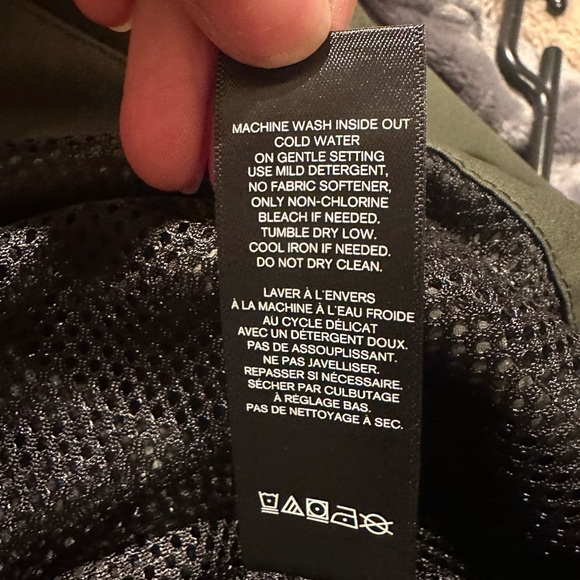 MACHINE WASH INSIDE OUT
COLD WATER
ON GENTLE SETTING
USE MILD DETERGENT,
NO FABRIC SOFTENER,
ONLY NON-CHLORINE
BLEACH IF NEEDED.
TUMBLE DRY LOW.
COOL IRON IF NEEDED.
DO NOT DRY CLEAN.
LAVER À L'ENVERS
À LA MACHINE À L'EAU FROIDE
AU CYCLE DÉLICAT
AVEC UN DÉTERGENT DOUX.
PAS DE ASSOUPLISSANT.
NE PAS JAVELLISER.
REPASSER SI NÉCESSAIRE.
SÉCHER PAR CULBUTAGE
À RÉGLAGE BAS.
PAS DE NETTOYAGE À SEC.